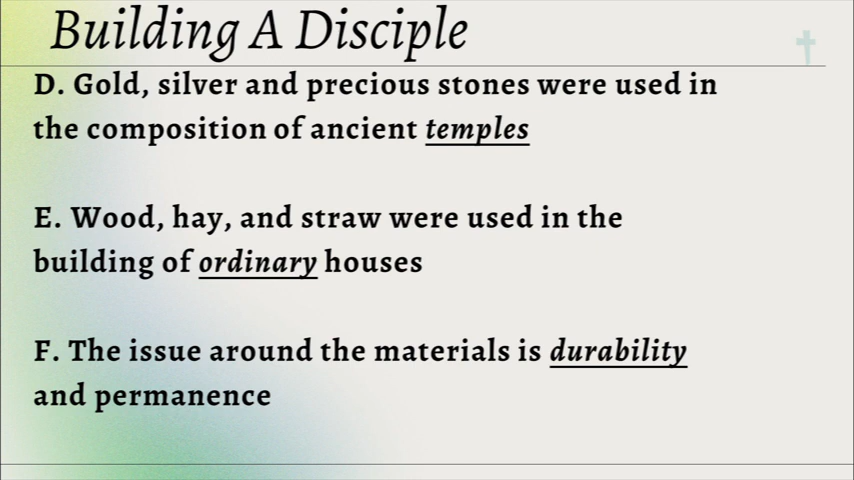 Building A Disciple
D. Gold, silver and precious stones were used in
the composition of ancient temples
E. Wood, hay, and straw were used in the
building of ordinary houses
F. The issue around the materials is durability
and permanence